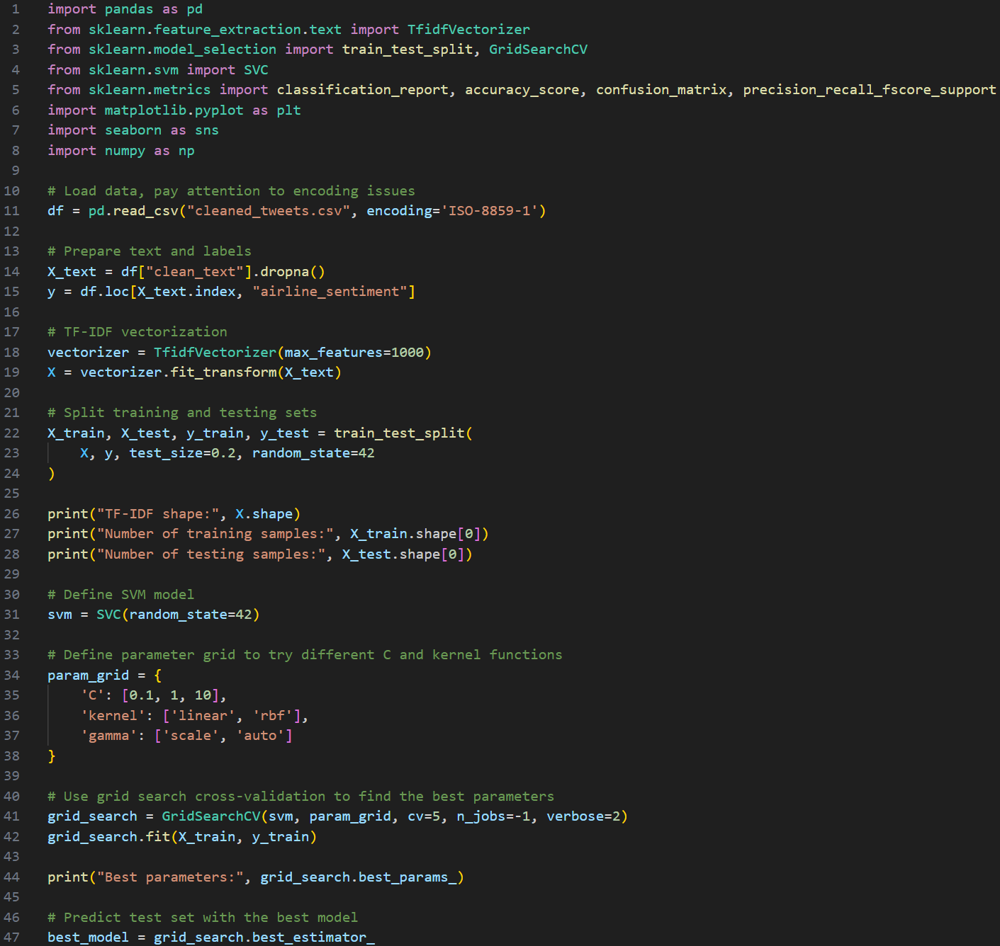 1 import pandas as pd
2 from sklearn.feature_extraction.text import TfidfVectorizer
3 from sklearn.model_selection import train_test_split, GridSearchCV
4 from sklearn.svm import SVC
5 from sklearn.metrics import classification_report, accuracy_score, confusion_matrix, precision_recall_fscore_support
6 import matplotlib.pyplot as plt
7 import seaborn as sns
8 import numpy as np
9
10 # Load data, pay attention to encoding issues
11 df = pd.read_csv("cleaned_tweets.csv", encoding='ISO-8859-1')
12
13 # Prepare text and labels
14 X_text = df["clean_text"].dropna()
15 y = df.loc[X_text.index, "airline_sentiment"]
16
17 # TF-IDF vectorization
18 vectorizer = TfidfVectorizer(max_features=1000)
19 X = vectorizer.fit_transform(X_text)
20
21 # Split training and testing sets
22 X_train, X_test, y_train, y_test = train_test_split(
23     X, y, test_size=0.2, random_state=42
24 )
25
26 print("TF-IDF shape:", X.shape)
27 print("Number of training samples:", X_train.shape[0])
28 print("Number of testing samples:", X_test.shape[0])
29
30 # Define SVM model
31 svm = SVC(random_state=42)
32
33 # Define parameter grid to try different C and kernel functions
34 param_grid = {
35     'C': [0.1, 1, 10],
36     'kernel': ['linear', 'rbf'],
37     'gamma': ['scale', 'auto']
38 }
39
40 # Use grid search cross-validation to find the best parameters
41 grid_search = GridSearchCV(svm, param_grid, cv=5, n_jobs=-1, verbose=2)
42 grid_search.fit(X_train, y_train)
43
44 print("Best parameters:", grid_search.best_params_)
45
46 # Predict test set with the best model
47 best_model = grid_search.best_estimator_